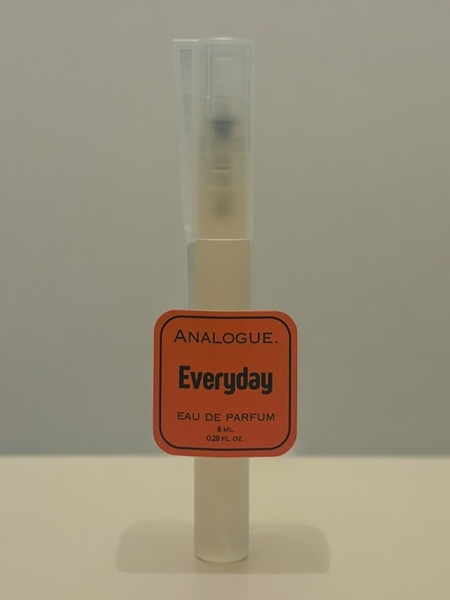 ANALOGUE.
Everyday
EAU DE PARFUM
8 ML
0.28 FL.OZ.